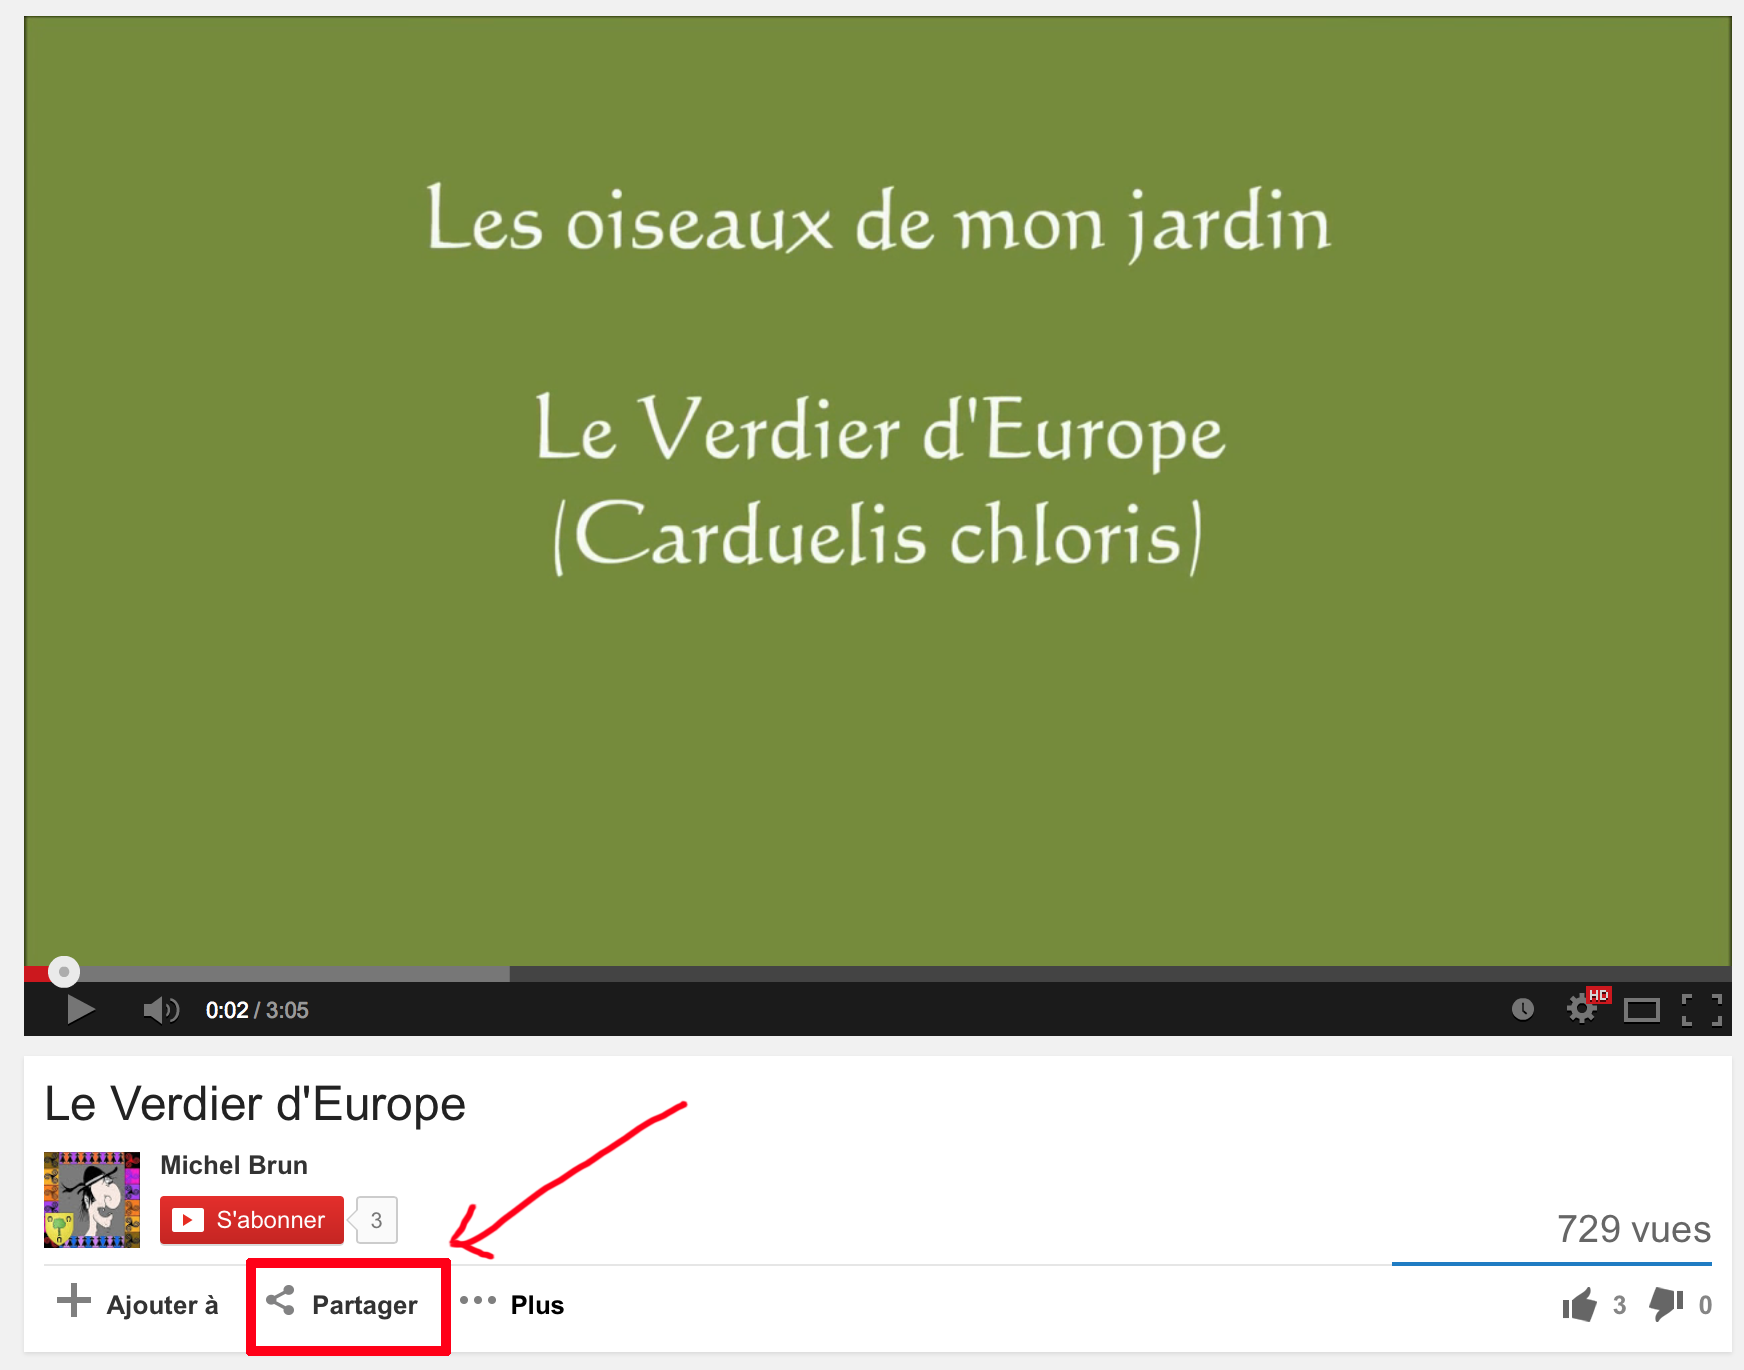 Les oiseaux de mon jardin
Le Verdier d'Europe
(Carduelis chloris)
0:02 / 3:05
HD
Le Verdier d'Europe
Michel Brun
S'abonner 3
729 vues
Ajouter à Partager Plus 3 0